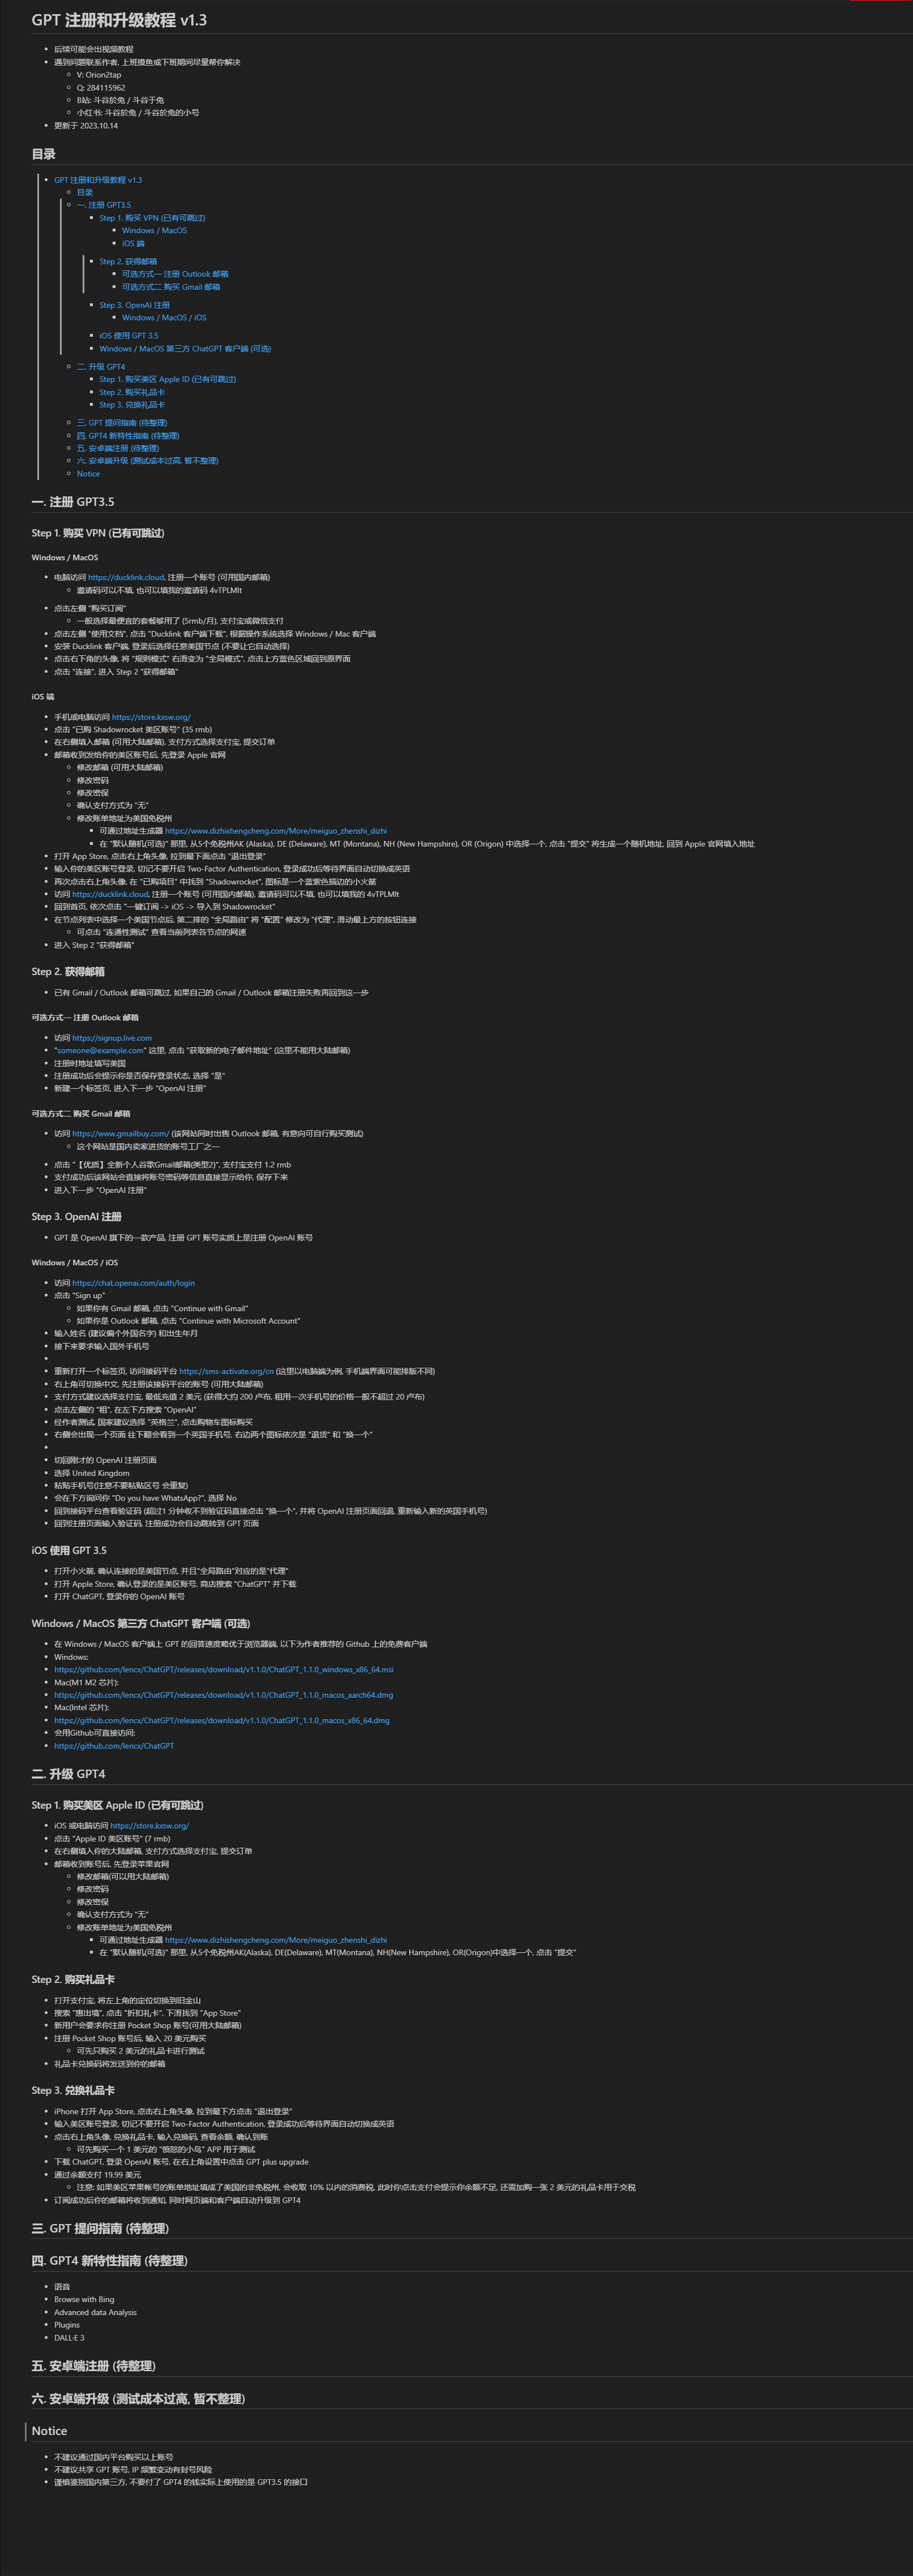 GPT 注册和升级教程 v1.3
后续可能会出视频教程
遇到问题联系作者, 上班摸鱼或下班期间尽量帮你解决
V: Orion2tap
Q: 284115962
B站: 斗谷於兔 / 斗谷于兔
小红书: 斗谷於兔 / 斗谷於兔的小号
更新于 2023.10.14
目录
GPT 注册和升级教程 v1.3
目录
一. 注册 GPT3.5
Step 1. 购买 VPN (已有可跳过)
Windows / MacOS
iOS 端
Step 2. 获得邮箱
可选方式一 注册 Outlook 邮箱
可选方式二 购买 Gmail 邮箱
Step 3. OpenAI 注册
Windows / MacOS / iOS
iOS 使用 GPT 3.5
Windows / MacOS 第三方 ChatGPT 客户端 (可选)
二. 升级 GPT4
Step 1. 购买美区 Apple ID (已有可跳过)
Step 2. 购买礼品卡
Step 3. 兑换礼品卡
三. GPT 提问指南 (待整理)
四. GPT4 新特性指南 (待整理)
五. 安卓端注册 (待整理)
六. 安卓端升级 (测试成本过高, 暂不整理)
Notice
一. 注册 GPT3.5
Step 1. 购买 VPN (已有可跳过)
Windows / MacOS
电脑访问 https://ducklink.cloud, 注册一个账号 (可用国内邮箱)
邀请码可以不填, 也可以填我的邀请码 4vTPLMlt
点击左侧 "购买订阅"
一般选择最便宜的套餐够用了 (5rmb/月), 支付宝或微信支付
点击左侧 "使用文档", 点击 "Ducklink 客户端下载", 根据操作系统选择 Windows / Mac 客户端
安装 Ducklink 客户端, 登录后选择任意美国节点 (不要让它自动选择)
点击右下角的头像, 将 "规则模式" 右滑变为 "全局模式", 点击上方蓝色区域回到原界面
点击 "连接", 进入 Step 2 "获得邮箱"
iOS 端
手机或电脑访问 https://store.kxsw.org/
点击 "已购 Shadowrocket 美区账号" (35 rmb)
在右侧填入邮箱 (可用大陆邮箱), 支付方式选择支付宝, 提交订单
邮箱收到发给你的美区账号后, 先登录 Apple 官网
修改邮箱 (可用大陆邮箱)
修改密码
修改密保
确认支付方式为 "无"
修改账单地址为美国免税州
可通过地址生成器 https://www.dizhishengcheng.com/More/meiguo_zhenshi_dizhi
在 "默认随机(可选)" 那里, 从5个免税州AK (Alaska), DE (Delaware), MT (Montana), NH (New Hampshire), OR (Origon) 中选择一个, 点击 "提交" 将生成一个随机地址, 回到 Apple 官网填入地址
打开 App Store, 点击右上角头像, 拉到最下面点击 "退出登录"
输入你的美区账号登录, 切记不要开启 Two-Factor Authentication, 登录成功后等待界面自动切换成英语
再次点击右上角头像, 在 "已购项目" 中找到 "Shadowrocket", 图标是一个蓝紫色描边的小火箭
访问 https://ducklink.cloud, 注册一个账号 (可用国内邮箱), 邀请码可以不填, 也可以填我的 4vTPLMlt
回到首页, 依次点击 "一键订阅 -> iOS -> 导入到 Shadowrocket"
在节点列表中选择一个美国节点后, 第二排的 "全局路由" 将 "配置" 修改为 "代理", 滑动最上方的按钮连接
可点击 "连通性测试" 查看当前列表各节点的网速
进入 Step 2 "获得邮箱"
Step 2. 获得邮箱
已有 Gmail / Outlook 邮箱可跳过, 如果自己的 Gmail / Outlook 邮箱注册失败再回到这一步
可选方式一 注册 Outlook 邮箱
访问 https://signup.live.com
"someone@example.com" 这里, 点击 "获取新的电子邮件地址" (这里不能用大陆邮箱)
注册时地址填写美国
注册成功后会提示你是否保存登录状态, 选择 "是"
新建一个标签页, 进入下一步 "OpenAI 注册"
可选方式二 购买 Gmail 邮箱
访问 https://www.gmailbuy.com/ (该网站同时出售 Outlook 邮箱, 有意向可自行购买测试)
这个网站是国内卖家进货的账号工厂之一
点击 "【优质】全新个人谷歌Gmail邮箱(类型2)", 支付宝支付 1.2 rmb
支付成功后该网站会直接将账号密码等信息直接显示给你, 保存下来
进入下一步 "OpenAI 注册"
Step 3. OpenAI 注册
GPT 是 OpenAI 旗下的一款产品, 注册 GPT 账号实质上是注册 OpenAI 账号
Windows / MacOS / iOS
访问 https://chat.openai.com/auth/login
点击 "Sign up"
如果你有 Gmail 邮箱, 点击 "Continue with Gmail"
如果你是 Outlook 邮箱, 点击 "Continue with Microsoft Account"
输入姓名 (建议编个外国名字) 和出生年月
接下来要求输入国外手机号
重新打开一个标签页, 访问接码平台 https://sms-activate.org/cn (这里以电脑端为例, 手机端界面可能排版不同)
右上角可切换中文, 先注册该接码平台的账号 (可用大陆邮箱)
支付方式建议选择支付宝, 最低充值 2 美元 (获得大约 200 卢布, 租用一次手机号的价格一般不超过 20 卢布)
点击左侧的 "租", 在左下方搜索 "OpenAI"
经作者测试, 国家建议选择 "英格兰", 点击购物车图标购买
右侧会出现一个页面 往下翻会看到一个英国手机号, 右边两个图标依次是 "退货" 和 "换一个"
切回刚才的 OpenAI 注册页面
选择 United Kingdom
粘贴手机号(注意不要粘贴区号 会重复)
会在下方询问你 "Do you have WhatsApp?", 选择 No
回到接码平台查看验证码 (超过1 分钟收不到验证码直接点击 "换一个", 并将 OpenAI 注册页面回退, 重新输入新的英国手机号)
回到注册页面输入验证码, 注册成功会自动跳转到 GPT 页面
iOS 使用 GPT 3.5
打开小火箭, 确认连接的是美国节点, 并且"全局路由"对应的是"代理"
打开 Apple Store, 确认登录的是美区账号, 商店搜索 "ChatGPT" 并下载
打开 ChatGPT, 登录你的 OpenAI 账号
Windows / MacOS 第三方 ChatGPT 客户端 (可选)
在 Windows / MacOS 客户端上 GPT 的回答速度略优于浏览器端, 以下为作者推荐的 Github 上的免费客户端
Windows:
https://github.com/lencx/ChatGPT/releases/download/v1.1.0/ChatGPT_1.1.0_windows_x86_64.msi
Mac(M1 M2 芯片):
https://github.com/lencx/ChatGPT/releases/download/v1.1.0/ChatGPT_1.1.0_macos_aarch64.dmg
Mac(Intel 芯片):
https://github.com/lencx/ChatGPT/releases/download/v1.1.0/ChatGPT_1.1.0_macos_x86_64.dmg
会用Github可直接访问:
https://github.com/lencx/ChatGPT
二. 升级 GPT4
Step 1. 购买美区 Apple ID (已有可跳过)
iOS 或电脑访问 https://store.kxsw.org/
点击 "Apple ID 美区账号" (7 rmb)
在右侧填入你的大陆邮箱, 支付方式选择支付宝, 提交订单
邮箱收到账号后, 先登录苹果官网
修改邮箱(可以用大陆邮箱)
修改密码
修改密保
确认支付方式为 "无"
修改账单地址为美国免税州
可通过地址生成器 https://www.dizhishengcheng.com/More/meiguo_zhenshi_dizhi
在 "默认随机(可选)" 那里, 从5个免税州AK(Alaska), DE(Delaware), MT(Montana), NH(New Hampshire), OR(Origon)中选择一个, 点击 "提交"
Step 2. 购买礼品卡
打开支付宝, 将左上角的定位切换到旧金山
搜索 "惠出境", 点击 "折扣礼卡", 下滑找到 "App Store"
新用户会要求你注册 Pocket Shop 账号(可用大陆邮箱)
注册 Pocket Shop 账号后, 输入 20 美元购买
可先只购买 2 美元的礼品卡进行测试
礼品卡兑换码将发送到你的邮箱
Step 3. 兑换礼品卡
iPhone 打开 App Store, 点击右上角头像, 拉到最下方点击 "退出登录"
输入美区账号登录, 切记不要开启 Two-Factor Authentication, 登录成功后等待界面自动切换成英语
点击右上角头像, 兑换礼品卡, 输入兑换码, 查看余额, 确认到账
可先购买一个 1 美元的 "愤怒的小鸟" APP 用于测试
下载 ChatGPT, 登录 OpenAI 账号, 在右上角设置中点击 GPT plus upgrade
通过余额支付 19.99 美元
注意: 如果美区苹果帐号的账单地址填成了美国的非免税州, 会收取 10% 以内的消费税, 此时你点击支付会提示你余额不足, 还需加购一张 2 美元的礼品卡用于交税
订阅成功后你的邮箱将收到通知, 同时网页端和客户端自动升级到 GPT4
三. GPT 提问指南 (待整理)
四. GPT4 新特性指南 (待整理)
语音
Browse with Bing
Advanced data Analysis
Plugins
DALL·E 3
五. 安卓端注册 (待整理)
六. 安卓端升级 (测试成本过高, 暂不整理)
Notice
不建议通过国内平台购买以上账号
不建议共享 GPT 账号, IP 频繁变动有封号风险
谨慎鉴别国内第三方, 不要付了 GPT4 的钱实际上使用的是 GPT3.5 的接口